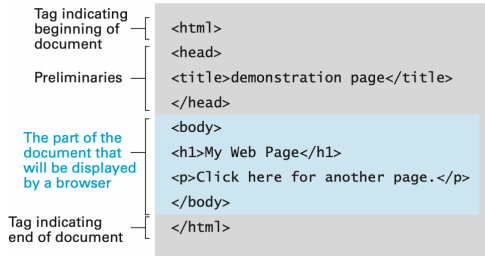 Tag indicating
beginning of
document
<html>
Preliminaries
<head>
<title>demonstration page</title>
</head>
The part of the
document that
will be displayed
by a browser
<body>
<h1>My Web Page</h1>
<p>Click here for another page.</p>
</body>
Tag indicating
end of document
</html>